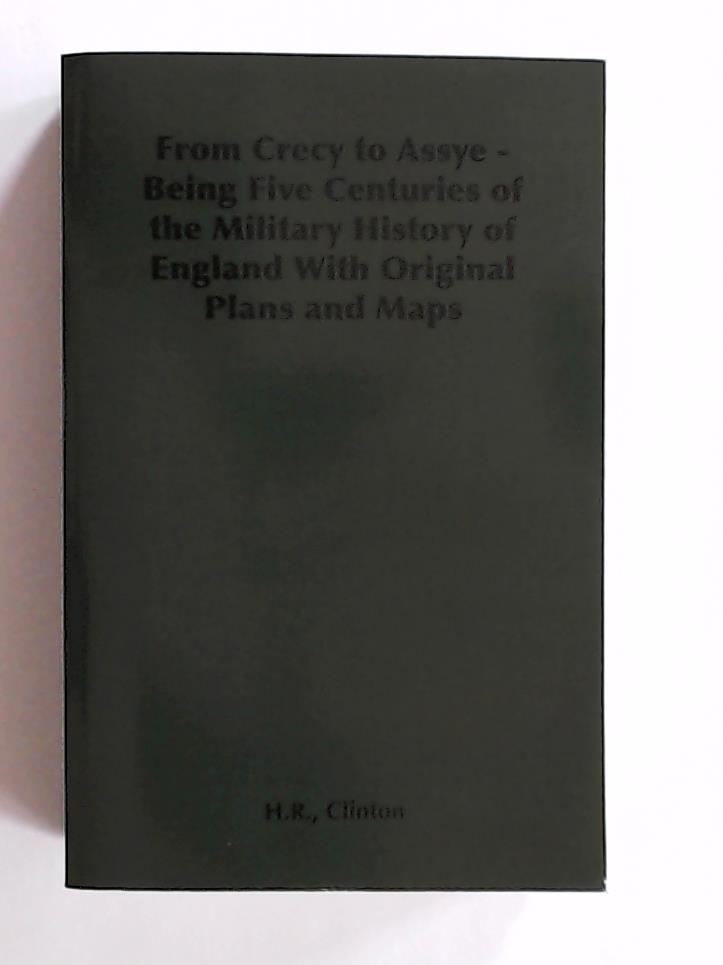 From Crecy to Assye -
Being Five Centuries of
the Military History of
England With Original
Plans and Maps
H.R., Clinton